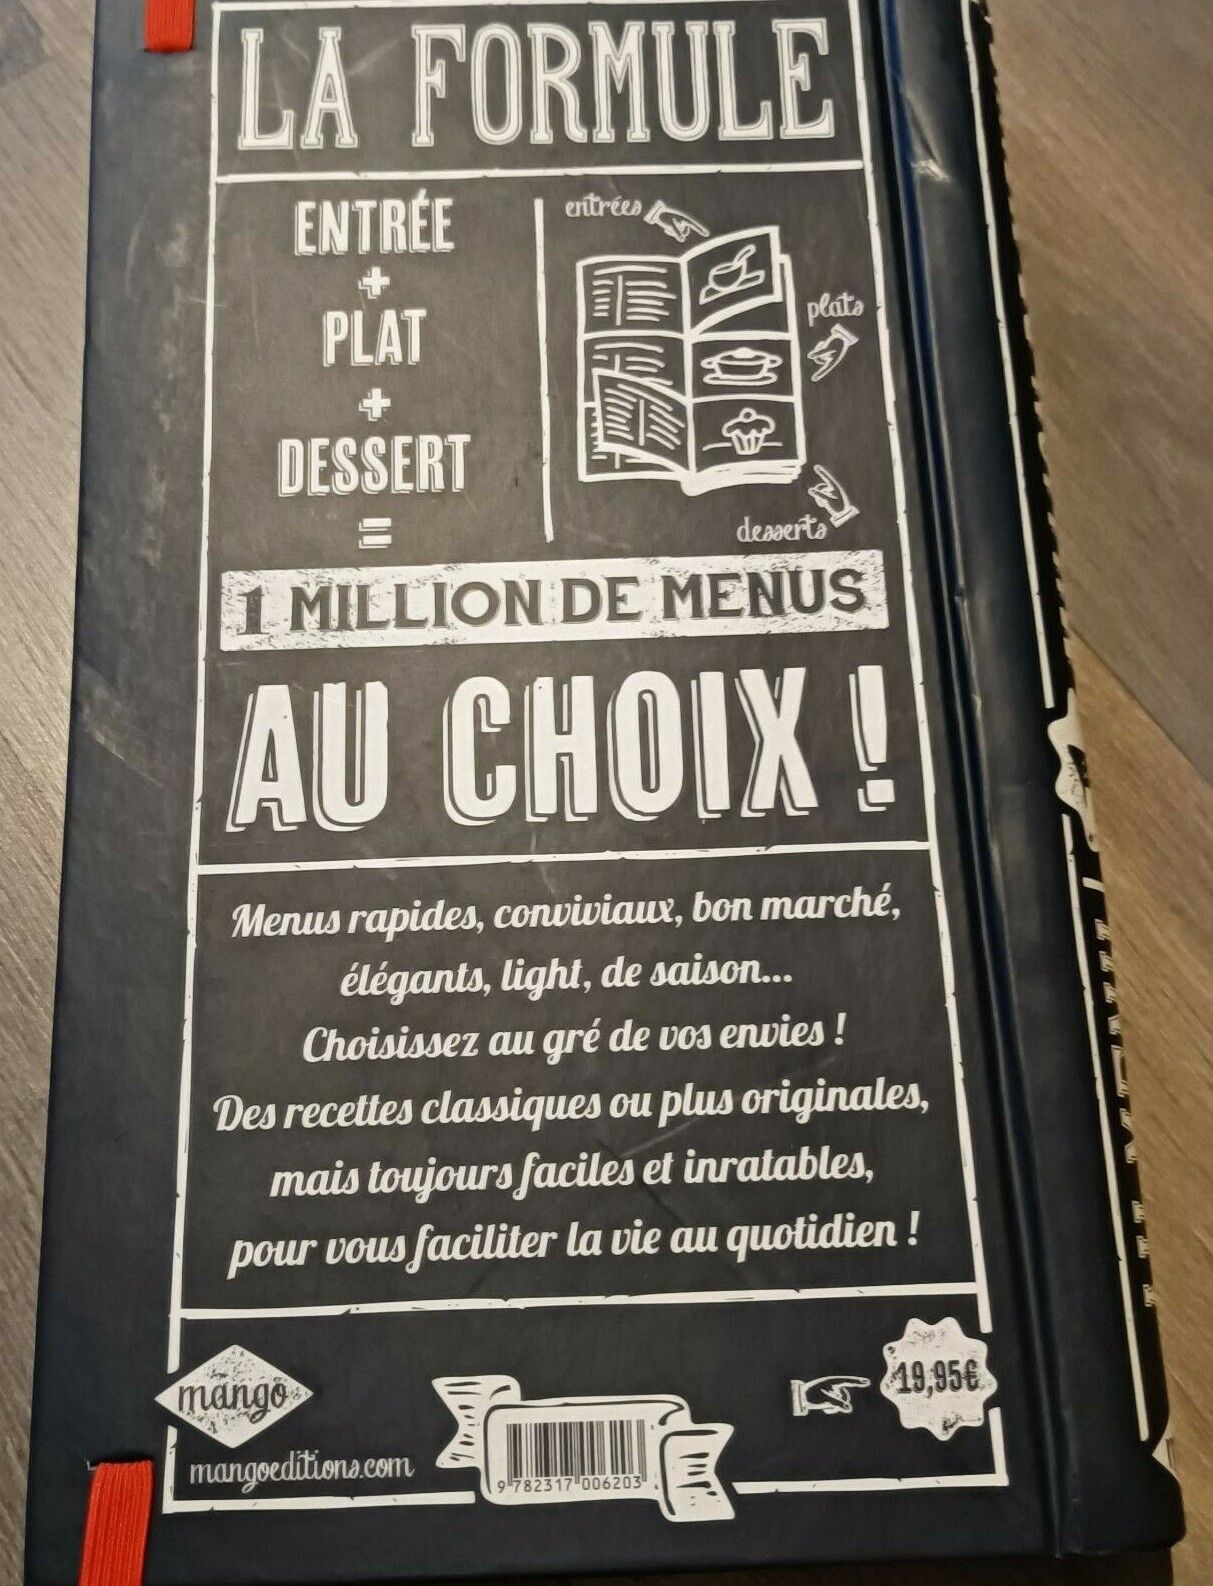 LA FORMULE
ENTRÉE
+
PLAT
+
DESSERT
=
entrées
plats
desserts
1 MILLION DE MENUS
AU CHOIX !
Menus rapides, conviviaux, bon marché,
élégants, light, de saison...
Choisissez au gré de vos envies !
Des recettes classiques ou plus originales,
mais toujours faciles et inratables,
pour vous faciliter la vie au quotidien !
mango
mangoeditions.com
9 782317 006203
19,95€